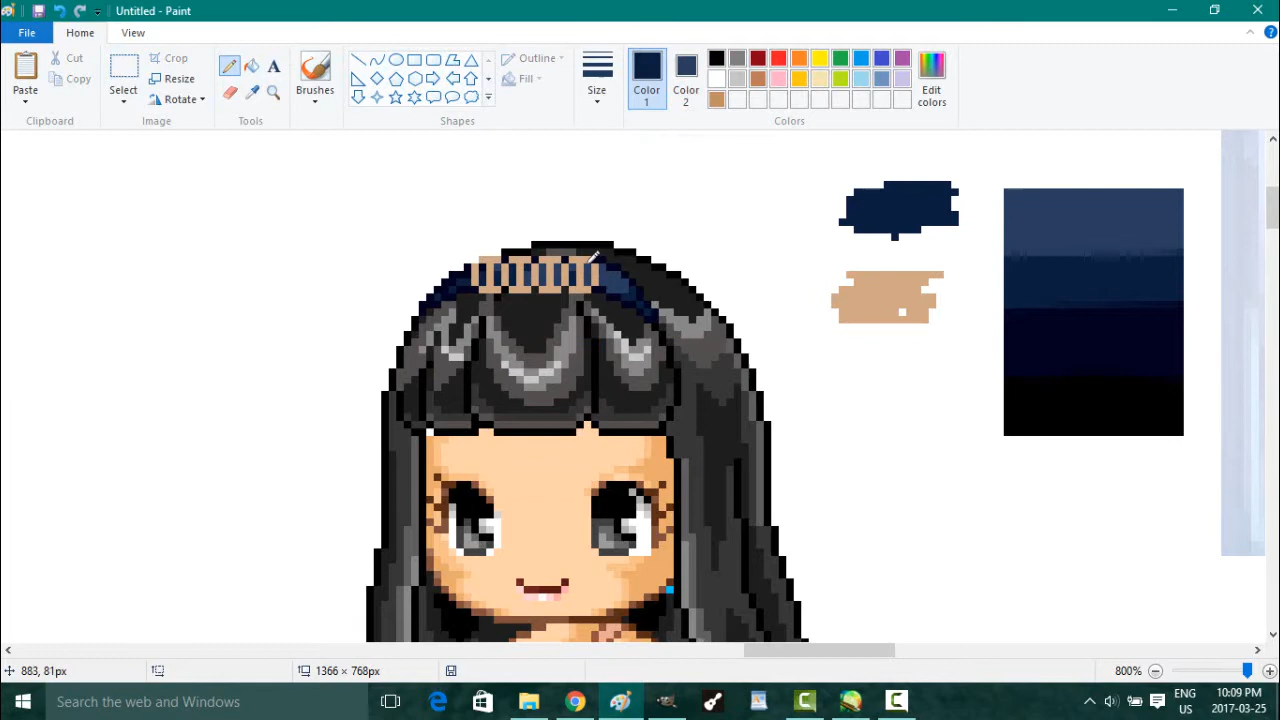 Untitled - Paint
File Home View
Paste
Cut
Copy
Clipboard
Select
Crop
Resize
Rotate
Image
A
Tools
Brushes
Outline
Fill
Shapes
Size
Color 1
Color 2
Colors
Edit colors
883, 81px
1366 × 768px
800%
Search the web and Windows
ENG
US
10:09 PM
2017-03-25